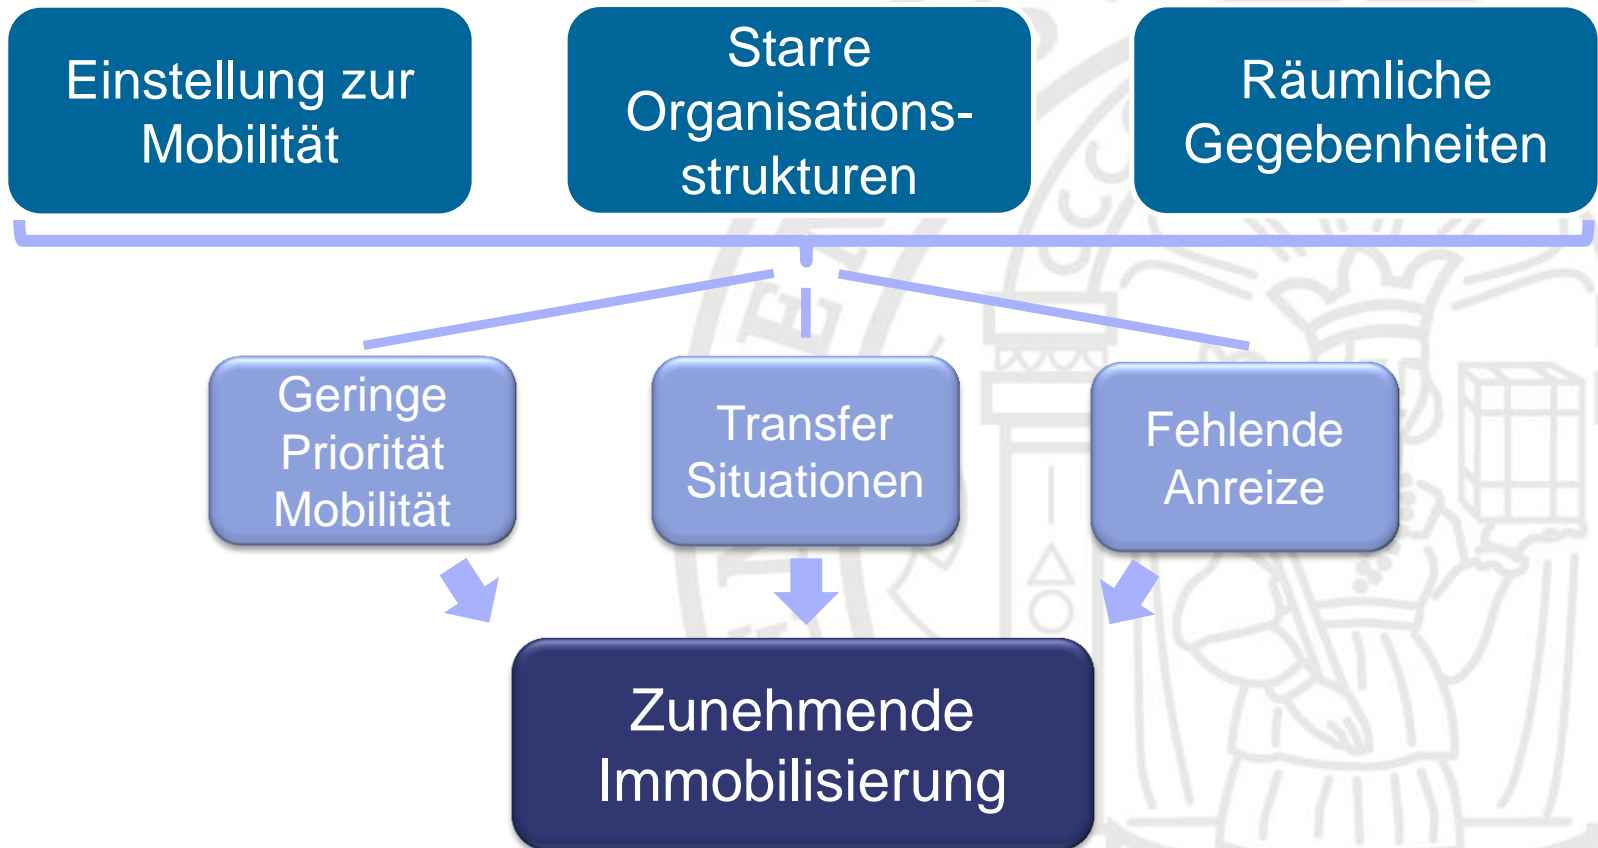 Einstellung zur
Mobilität
Starre
Organisations-
strukturen
Räumliche
Gegebenheiten
Geringe
Priorität
Mobilität
Transfer
Situationen
Fehlende
Anreize
Zunehmende
Immobilisierung